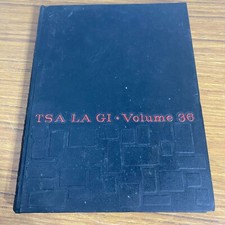 TSA LA GI • Volume 36